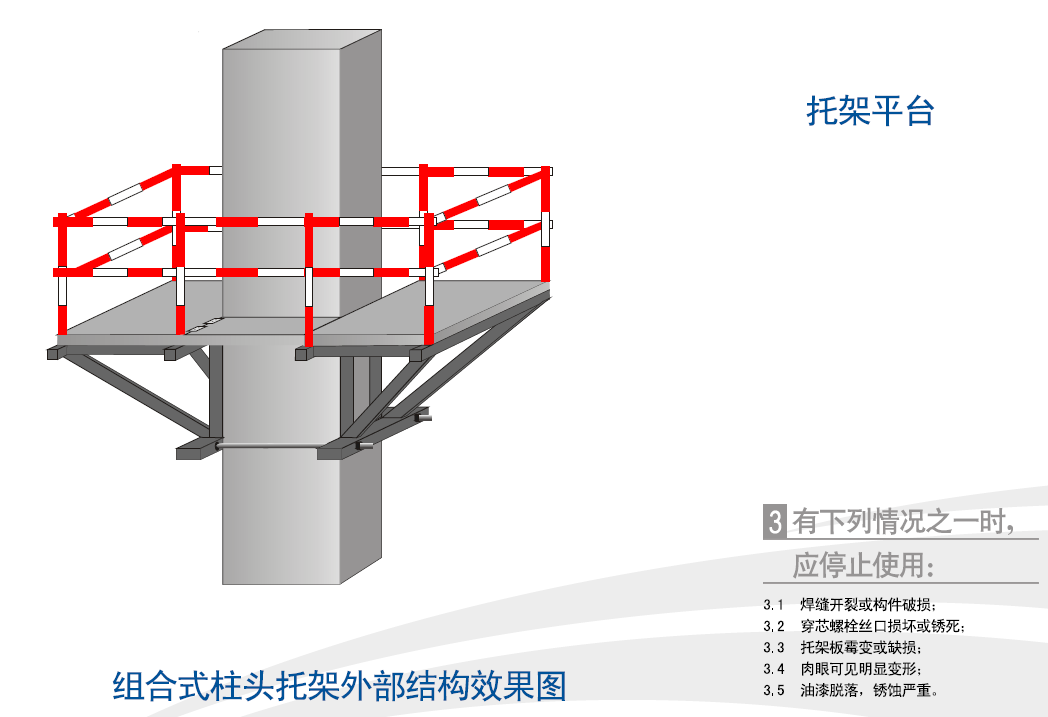 托架平台
3 有下列情况之一时,
应停止使用:
3.1 焊缝开裂或构件破损;
3.2 穿芯螺栓丝口损坏或锈死;
3.3 托架板霉变或缺损;
3.4 肉眼可见明显变形;
3.5 油漆脱落，锈蚀严重。
组合式柱头托架外部结构效果图